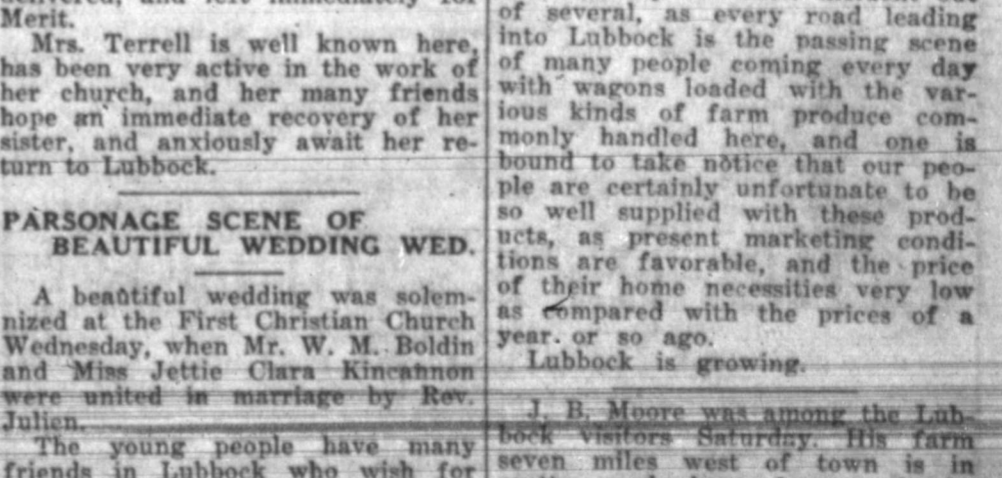 Merit.
Mrs. Terrell is well known here,
has been very active in the work of
her church, and her many friends
hope an immediate recovery of her
sister, and anxiously await her re-
turn to Lubbock.
PARSONAGE SCENE OF
BEAUTIFUL WEDDING WED.
A beautiful wedding was solem-
nized at the First Christian Church
Wednesday, when Mr. W. M. Boldin
and Miss Jettie Clara Kincannon
were united in marriage by Rev.
Julien.
The young people have many
friends in Lubbock who wish for
of several, as every road leading
into Lubbock is the passing scene
of many people coming every day
with wagons loaded with the var-
ious kinds of farm produce com-
monly handled here, and one is
bound to take notice that our peo-
ple are certainly unfortunate to be
so well supplied with these prod-
ucts, as present marketing condi-
tions are favorable, and the price
of their home necessities very low
as compared with the prices of a
year. or so ago.
Lubbock is growing.
J. B. Moore was among the Lub-
bock visitors Saturday. His farm
seven miles west of town is in